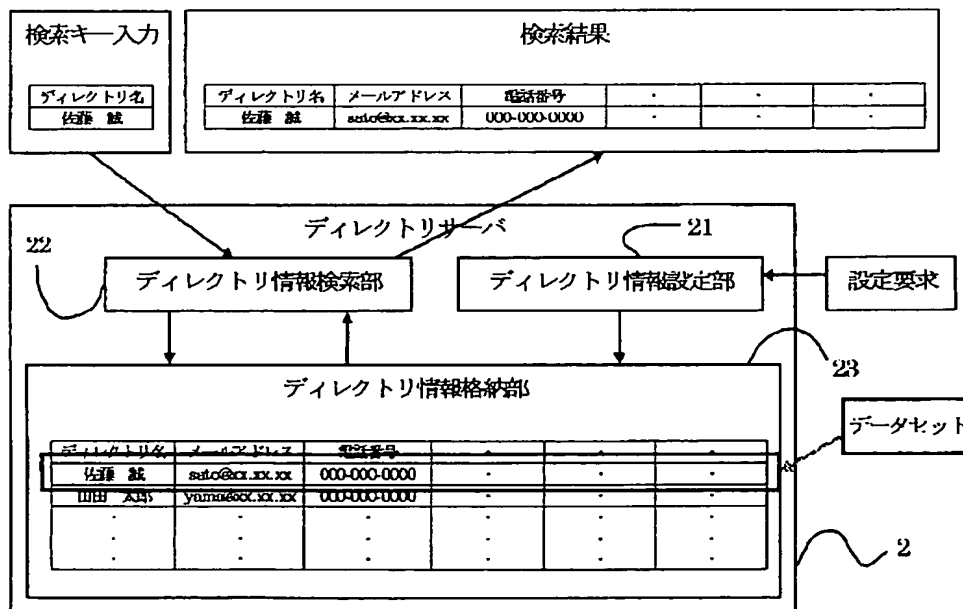 検索キー入力
ディレクトリ名
佐藤 誠
検索結果
ディレクトリ名 メールアドレス 電話番号 ・ ・ ・
佐藤 誠 sato@xx.xx.xx 000-000-0000 ・ ・ ・
ディレクトリサーバ
22
21
ディレクトリ情報検索部
ディレクトリ情報設定部
設定要求
23
ディレクトリ情報格納部
データセット
ディレクトリ名 メールアドレス 電話番号 ・ ・ ・
佐藤 誠 sato@xx.xx.xx 000-000-0000 ・ ・ ・
山田 太郎 yama@xx.xx.xx 000-000-0000 ・ ・ ・
・ ・ ・ ・ ・ ・
・ ・ ・ ・ ・ ・
・ ・ ・ ・ ・ ・
2